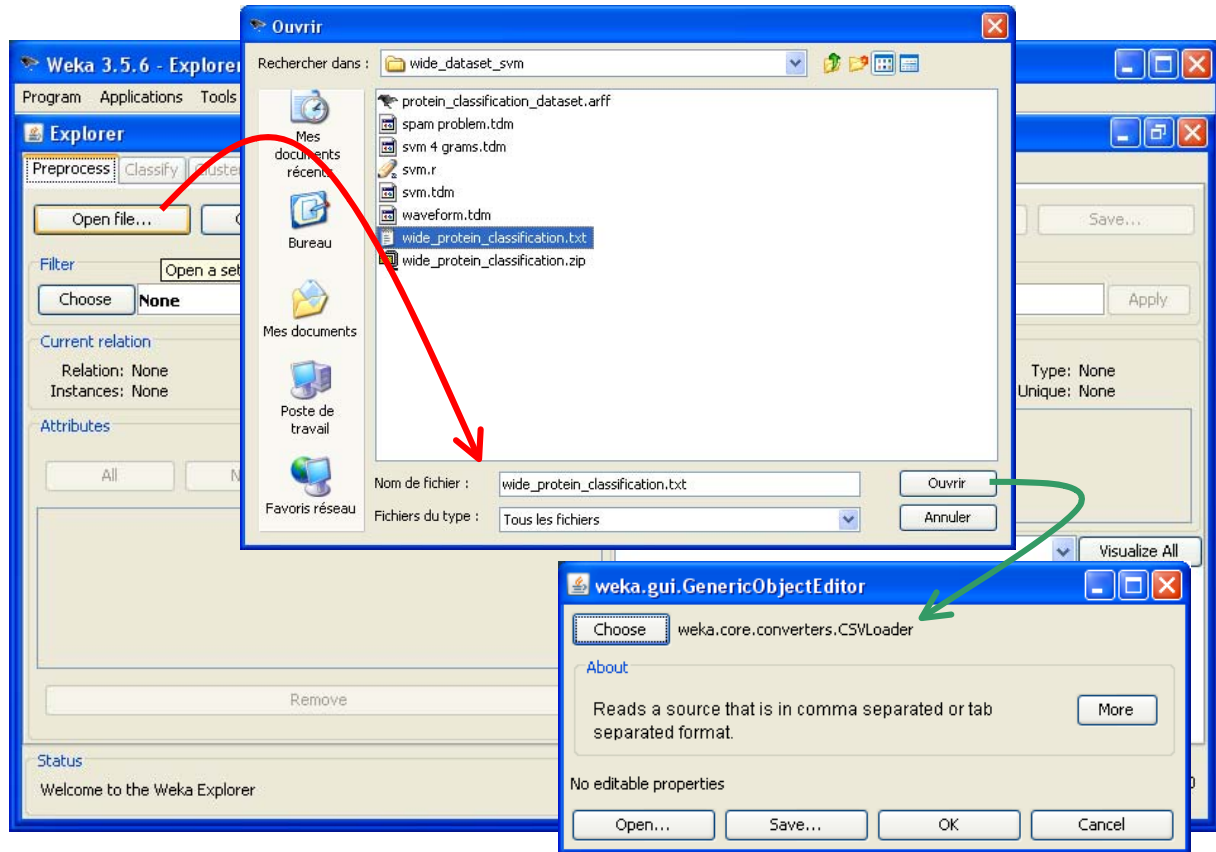 Ouvrir
Weka 3.5.6 - Explorer
Program Applications Tools
Explorer
Preprocess Classify Cluster
Open file...
Save...
Filter
Open a set
Choose None
Apply
Current relation
Relation: None
Instances: None
Type: None
Unique: None
Attributes
All
Visualize All
Remove
Status
Welcome to the Weka Explorer
Rechercher dans :
wide_dataset_svm
Mes documents récents
Bureau
Mes documents
Poste de travail
Favoris réseau
protein_classification_dataset.arff
spam problem.tdm
svm 4 grams.tdm
svm.r
svm.tdm
waveform.tdm
wide_protein_classification.txt
wide_protein_classification.zip
Nom de fichier :
wide_protein_classification.txt
Ouvrir
Fichiers du type :
Tous les fichiers
Annuler
weka.gui.GenericObjectEditor
Choose weka.core.converters.CSVLoader
About
Reads a source that is in comma separated or tab
separated format.
More
No editable properties
Open...
Save...
OK
Cancel